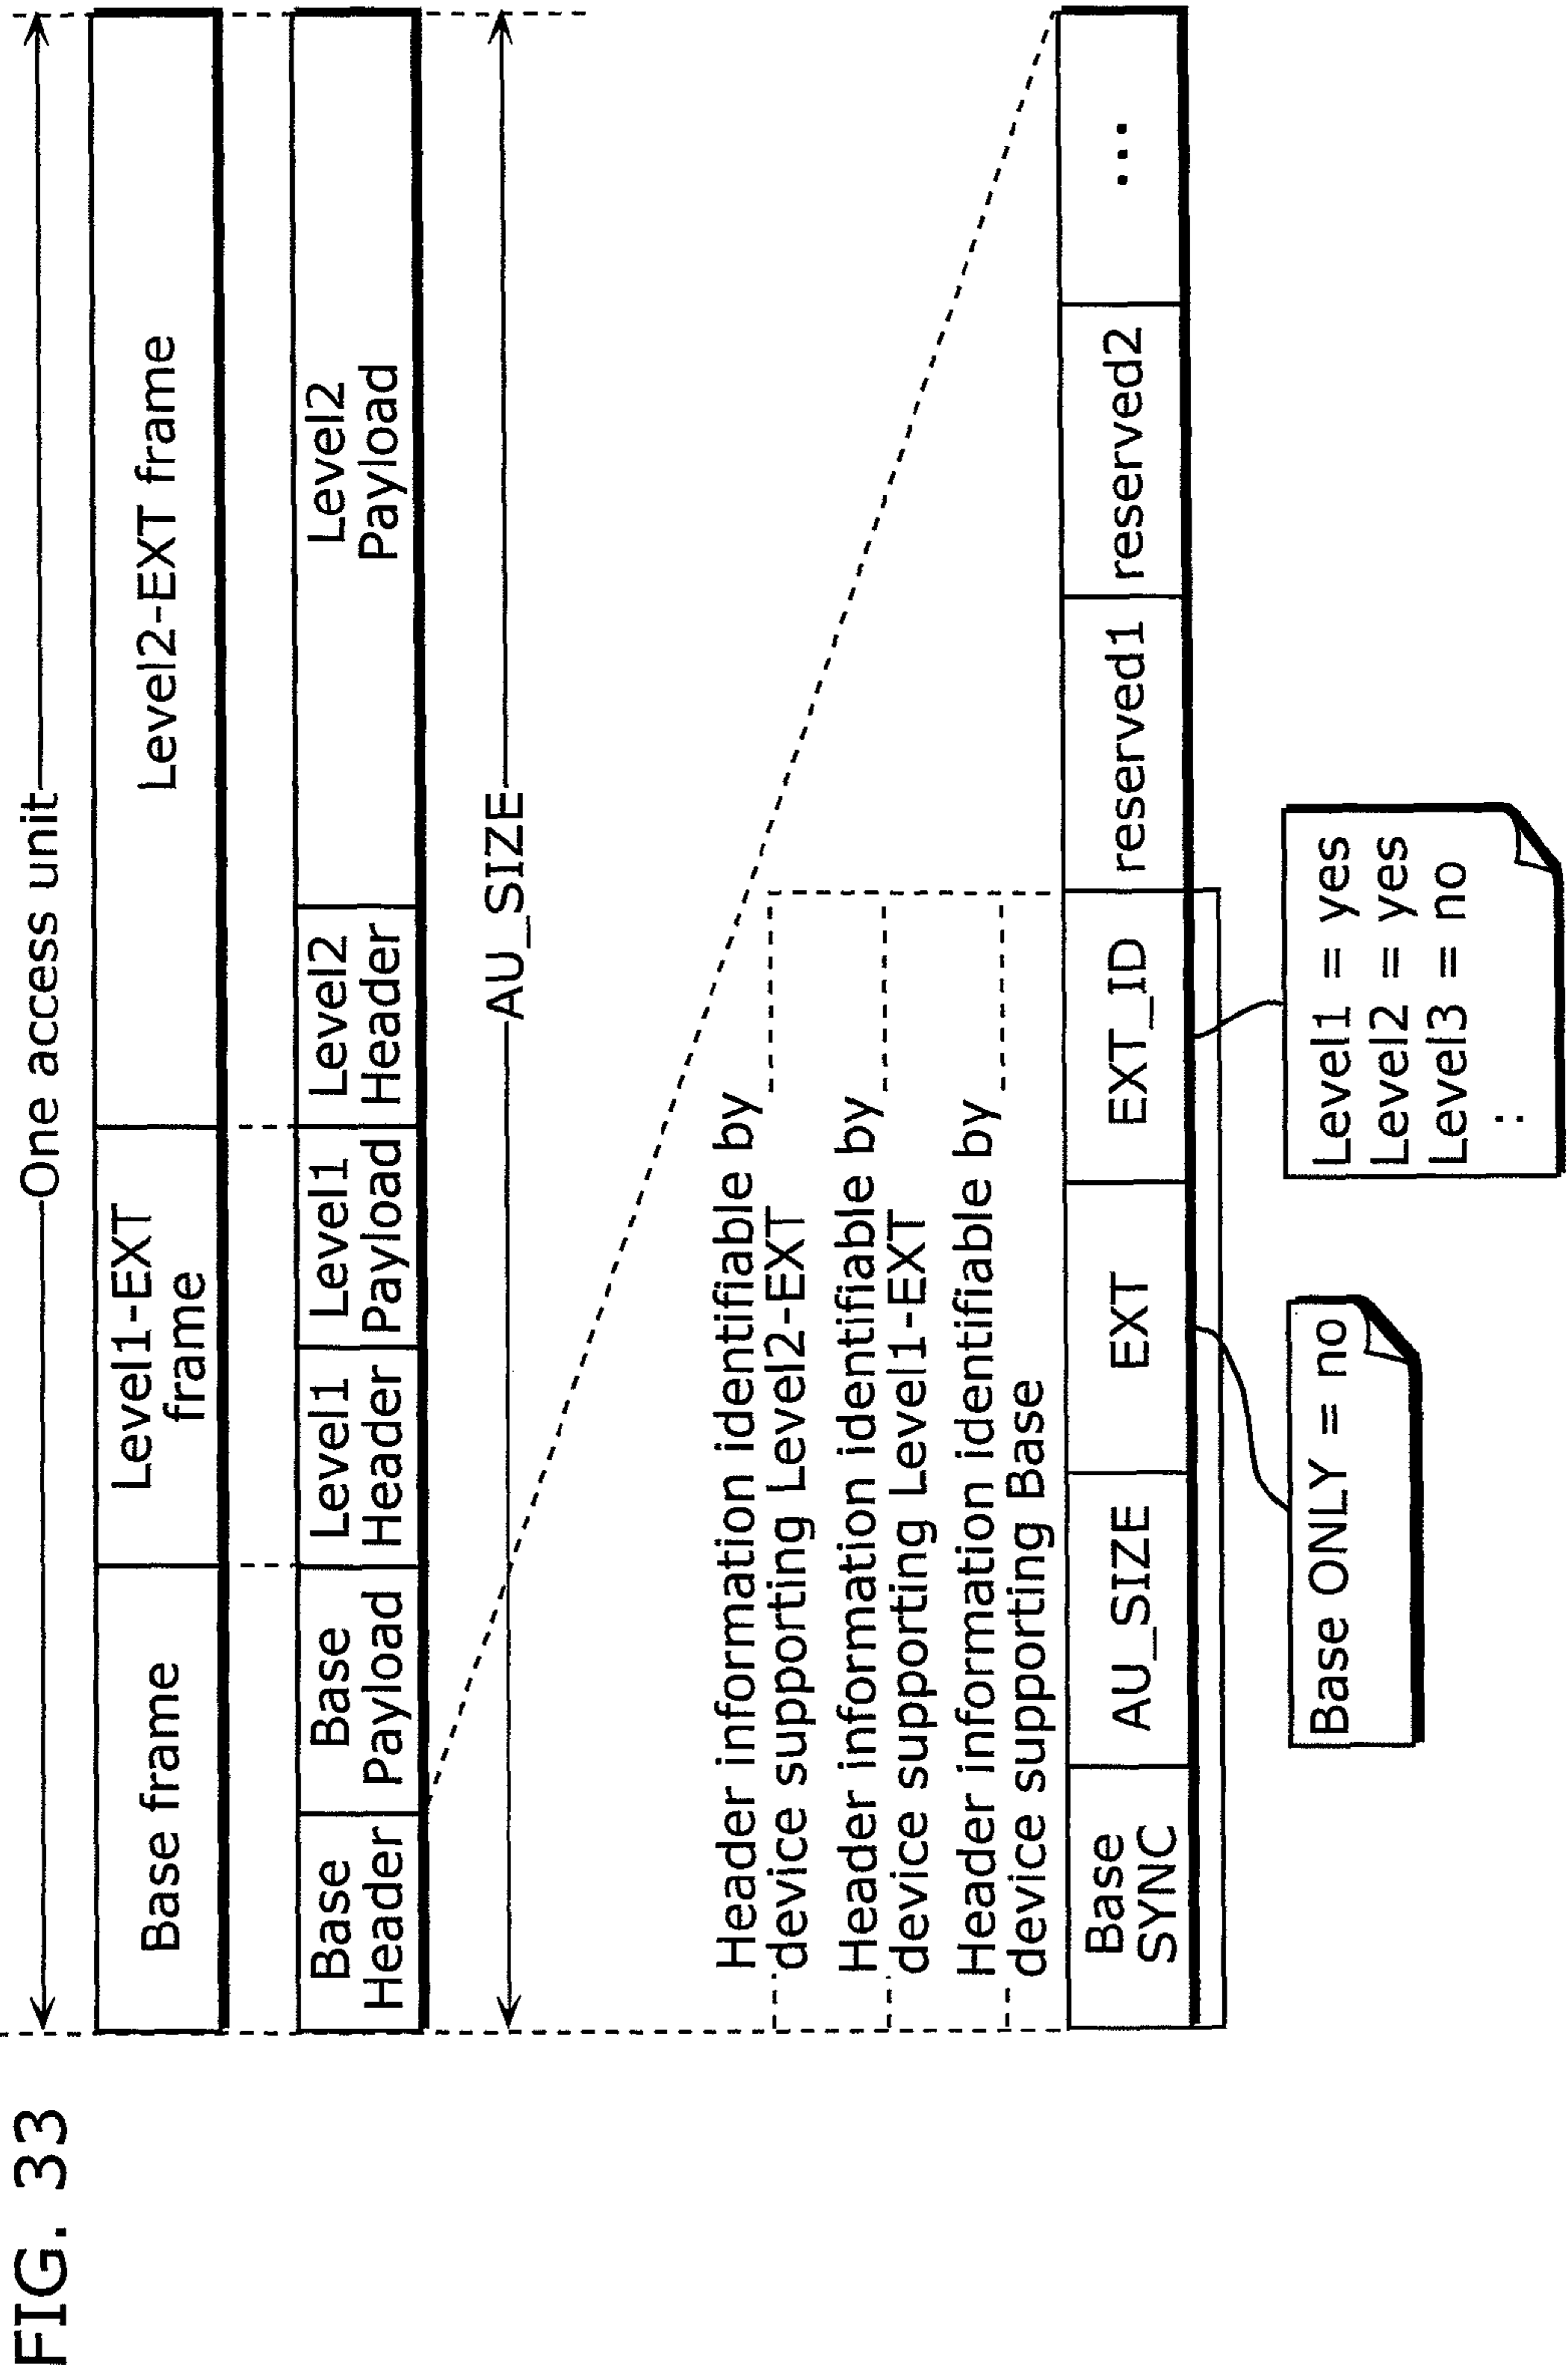 FIG. 33
One access unit
Base frame
Level1-EXT
frame
Level2-EXT frame
Base
Header
Base
Payload
Level1
Header
Level1
Payload
Level2
Header
Level2
Payload
AU_SIZE
Header information identifiable by
device supporting Level2-EXT
Header information identifiable by
device supporting Level1-EXT
Header information identifiable by
device supporting Base
Base
SYNC
AU_SIZE
EXT
EXT_ID
reserved1
reserved2
...
Base ONLY = no
Level1 = yes
Level2 = yes
Level3 = no
: